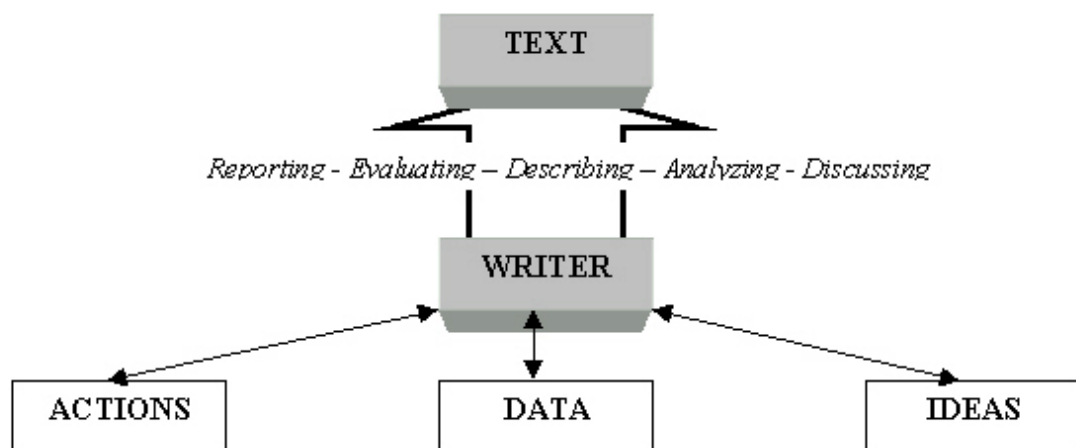 TEXT
Reporting - Evaluating – Describing – Analyzing - Discussing
WRITER
ACTIONS DATA IDEAS